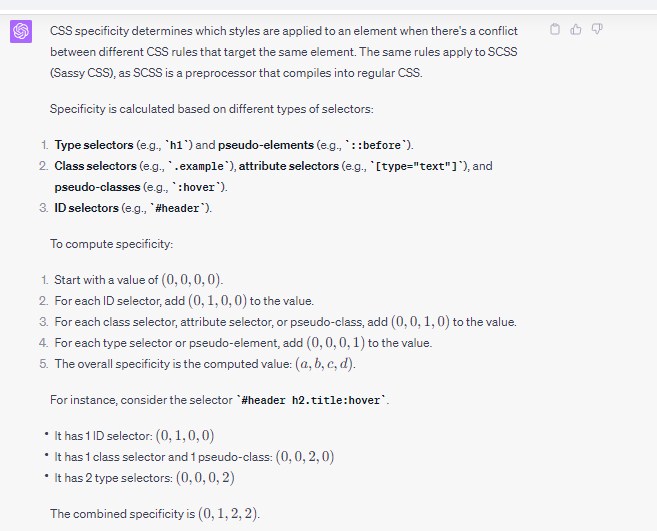 CSS specificity determines which styles are applied to an element when there's a conflict
between different CSS rules that target the same element. The same rules apply to SCSS
(Sassy CSS), as SCSS is a preprocessor that compiles into regular CSS.
Specificity is calculated based on different types of selectors:
1. Type selectors (e.g., `h1`) and pseudo-elements (e.g., `::before`).
2. Class selectors (e.g., `.example`), attribute selectors (e.g., `[type="text"]`), and
pseudo-classes (e.g., `:hover`).
3. ID selectors (e.g., `#header`).
To compute specificity:
1. Start with a value of (0, 0, 0, 0).
2. For each ID selector, add (0, 1, 0, 0) to the value.
3. For each class selector, attribute selector, or pseudo-class, add (0, 0, 1, 0) to the value.
4. For each type selector or pseudo-element, add (0, 0, 0, 1) to the value.
5. The overall specificity is the computed value: (a, b, c, d).
For instance, consider the selector `#header h2.title:hover`.
• It has 1 ID selector: (0, 1, 0, 0)
• It has 1 class selector and 1 pseudo-class: (0, 0, 2, 0)
• It has 2 type selectors: (0, 0, 0, 2)
The combined specificity is (0, 1, 2, 2).